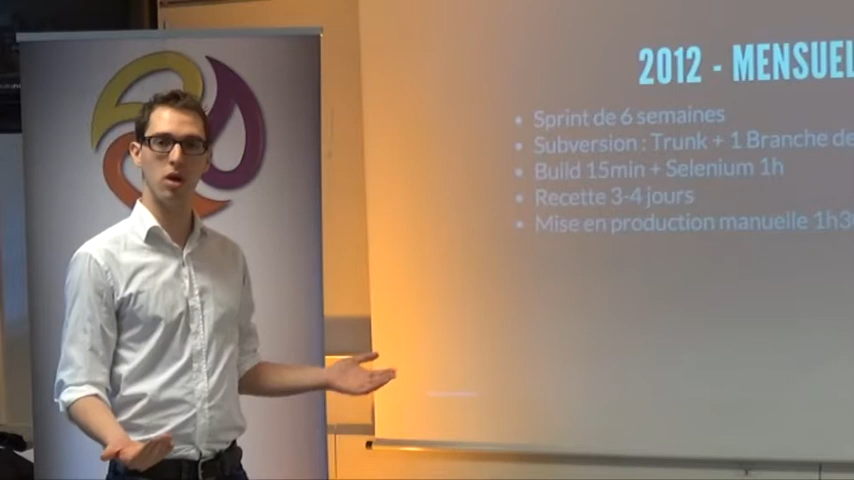 2012 - MENSUEL
• Sprint de 6 semaines
• Subversion : Trunk + 1 Branche de
• Build 15min + Selenium 1h
• Recette 3-4 jours
• Mise en production manuelle 1h30